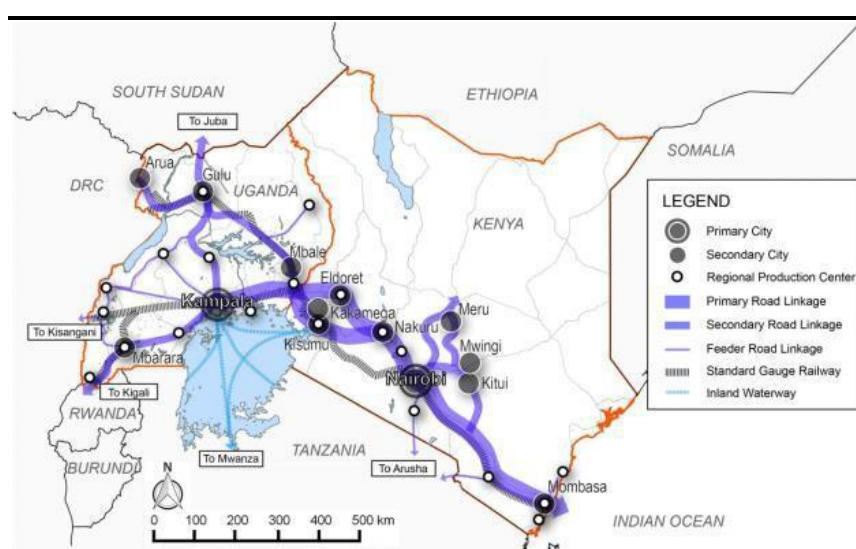 SOUTH SUDAN
ETHIOPIA
To Juba
SOMALIA
Arua
DRC
Gulu
UGANDA
KENYA
Mbale
Eldoret
Kampala
Kakamega
Meru
Nakuru
Kisumu
To Kisangani
Mbarara
Mwingi
Nairobi
Kitui
To Kigali
RWANDA
TANZANIA
BURUNDI
To Mwanza
To Arusha
Mombasa
INDIAN OCEAN
N
0 100 200 300 400 500 km
LEGEND
Primary City
Secondary City
Regional Production Center
Primary Road Linkage
Secondary Road Linkage
Feeder Road Linkage
Standard Gauge Railway
Inland Waterway